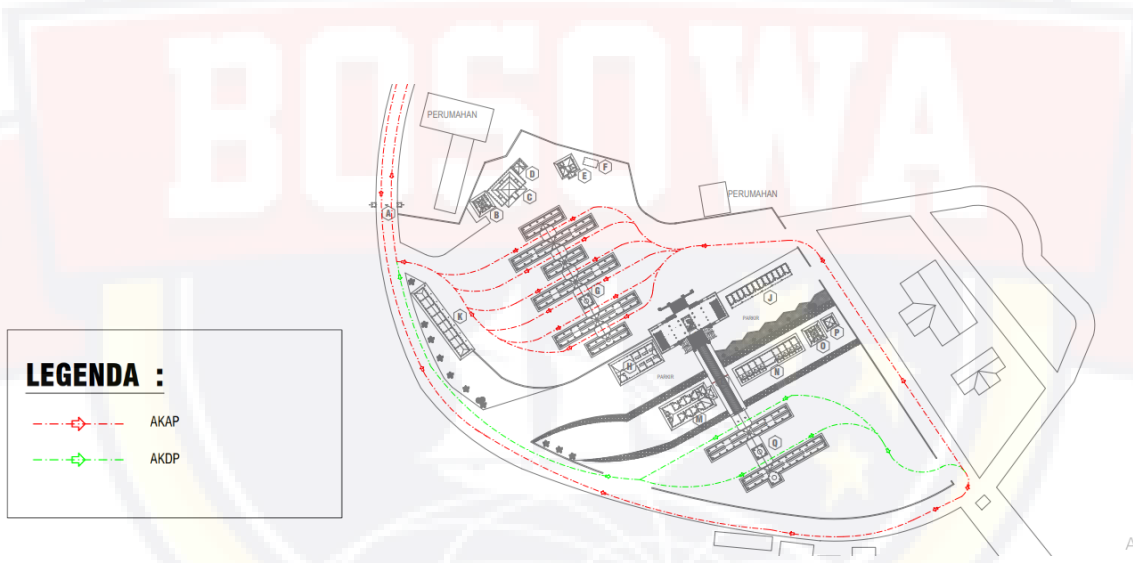 BOSOWA
PERUMAHAN
D
E
F
C
B
A
PERUMAHAN
G
J
K
PARKIR
P
O
H
N
PARKIR
M
Q
LEGENDA :
AKAP
AKDP
A